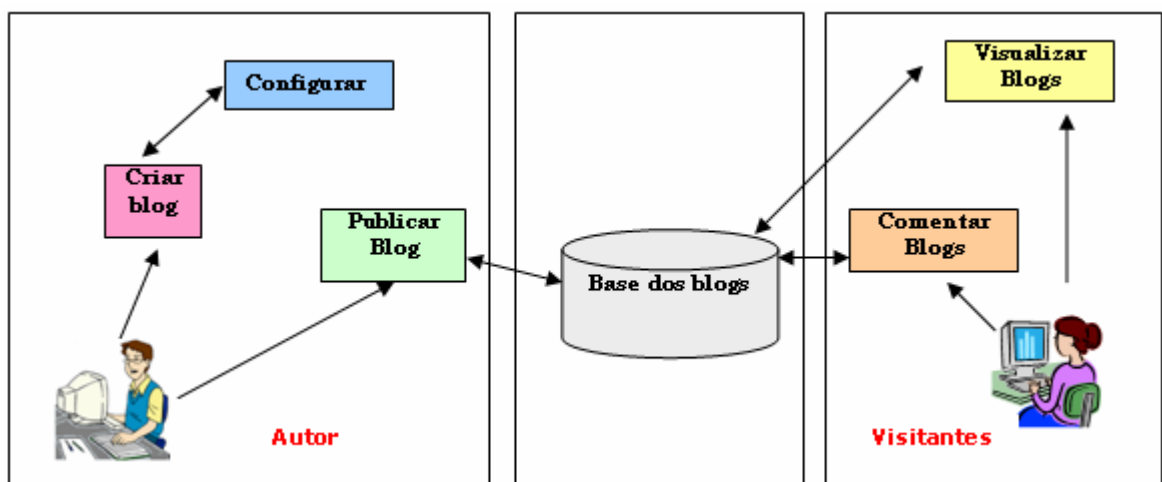 Configurar
Criar
blog
Publicar
Blog
Autor
Base dos blogs
Visualizar
Blogs
Comentar
Blogs
Visitantes